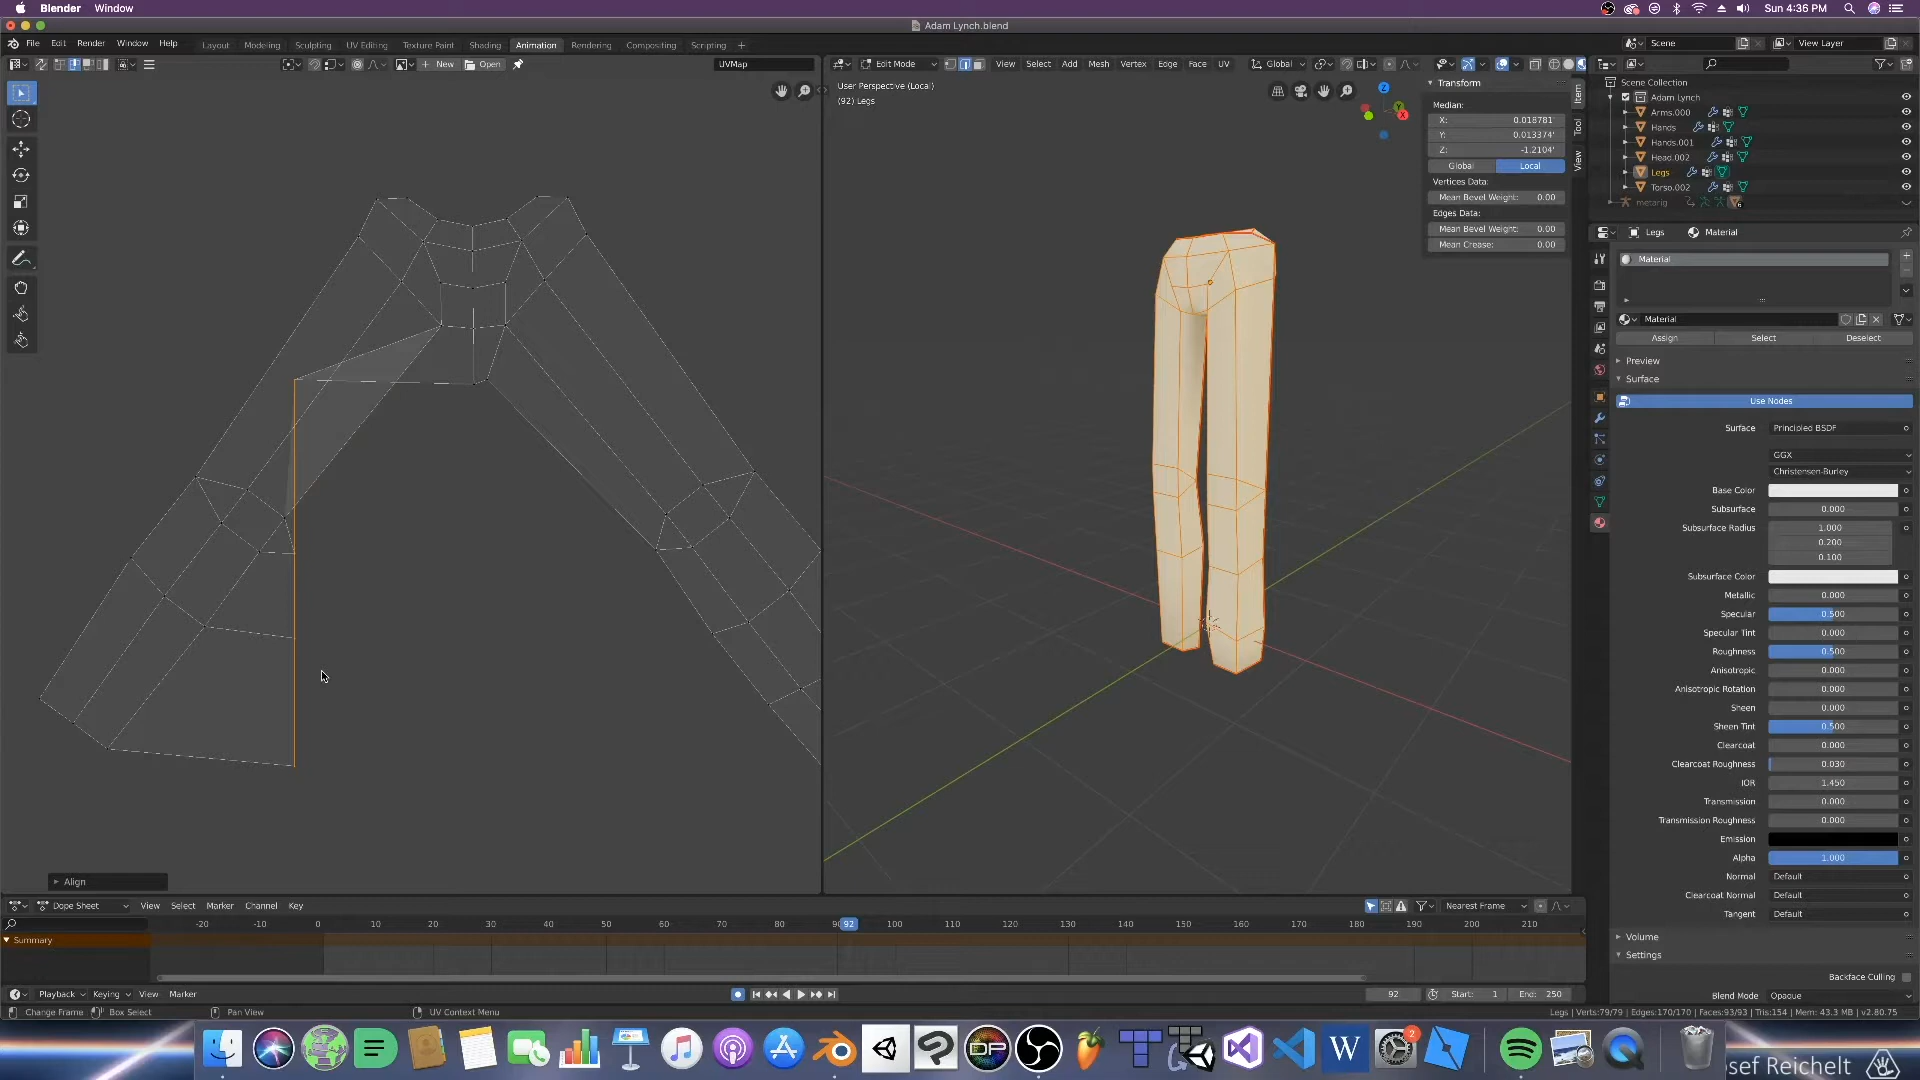 Blender Window Sun 4:36 PM
Adam Lynch.blend
File Edit Render Window Help Layout Modeling Sculpting UV Editing Texture Paint Shading Animation Rendering Compositing Scripting + Scene View Layer
New Open UVMap Edit Mode View Select Add Mesh Vertex Edge Face UV Global
User Perspective (Local)
(92) Legs
Transform
Median:
X: 0.018781'
Y: 0.013374'
Z: -1.2104'
Global Local
Vertices Data:
Mean Bevel Weight: 0.00
Edges Data:
Mean Bevel Weight: 0.00
Mean Crease: 0.00
Item
Tool
View
Scene Collection
Adam Lynch
Arms.000
Hands
Hands.001
Head.002
Legs
Torso.002
metarig
Legs Material
Material
Material
Assign Select Deselect
Preview
Surface
Use Nodes
Surface Principled BSDF
GGX
Christensen-Burley
Base Color
Subsurface 0.000
Subsurface Radius 1.000
0.200
0.100
Subsurface Color
Metallic 0.000
Specular 0.500
Specular Tint 0.000
Roughness 0.500
Anisotropic 0.000
Anisotropic Rotation 0.000
Sheen 0.000
Sheen Tint 0.500
Clearcoat 0.000
Clearcoat Roughness 0.030
IOR 1.450
Transmission 0.000
Transmission Roughness 0.000
Emission
Alpha 1.000
Normal Default
Clearcoat Normal Default
Tangent Default
Volume
Settings
Backface Culling
Blend Mode Opaque
Align
Dope Sheet View Select Marker Channel Key Nearest Frame
-20 -10 0 10 20 30 40 50 60 70 80 92 100 110 120 130 140 150 160 170 180 190 200 210
Summary
Playback Keying View Marker 92 Start: 1 End: 250
Change Frame Box Select Pan View UV Context Menu Legs | Verts:79/79 | Edges:170/170 | Faces:93/93 | Tris:154 | Mem: 43.3 MB | v2.80.75
DP W 2
osef Reichelt